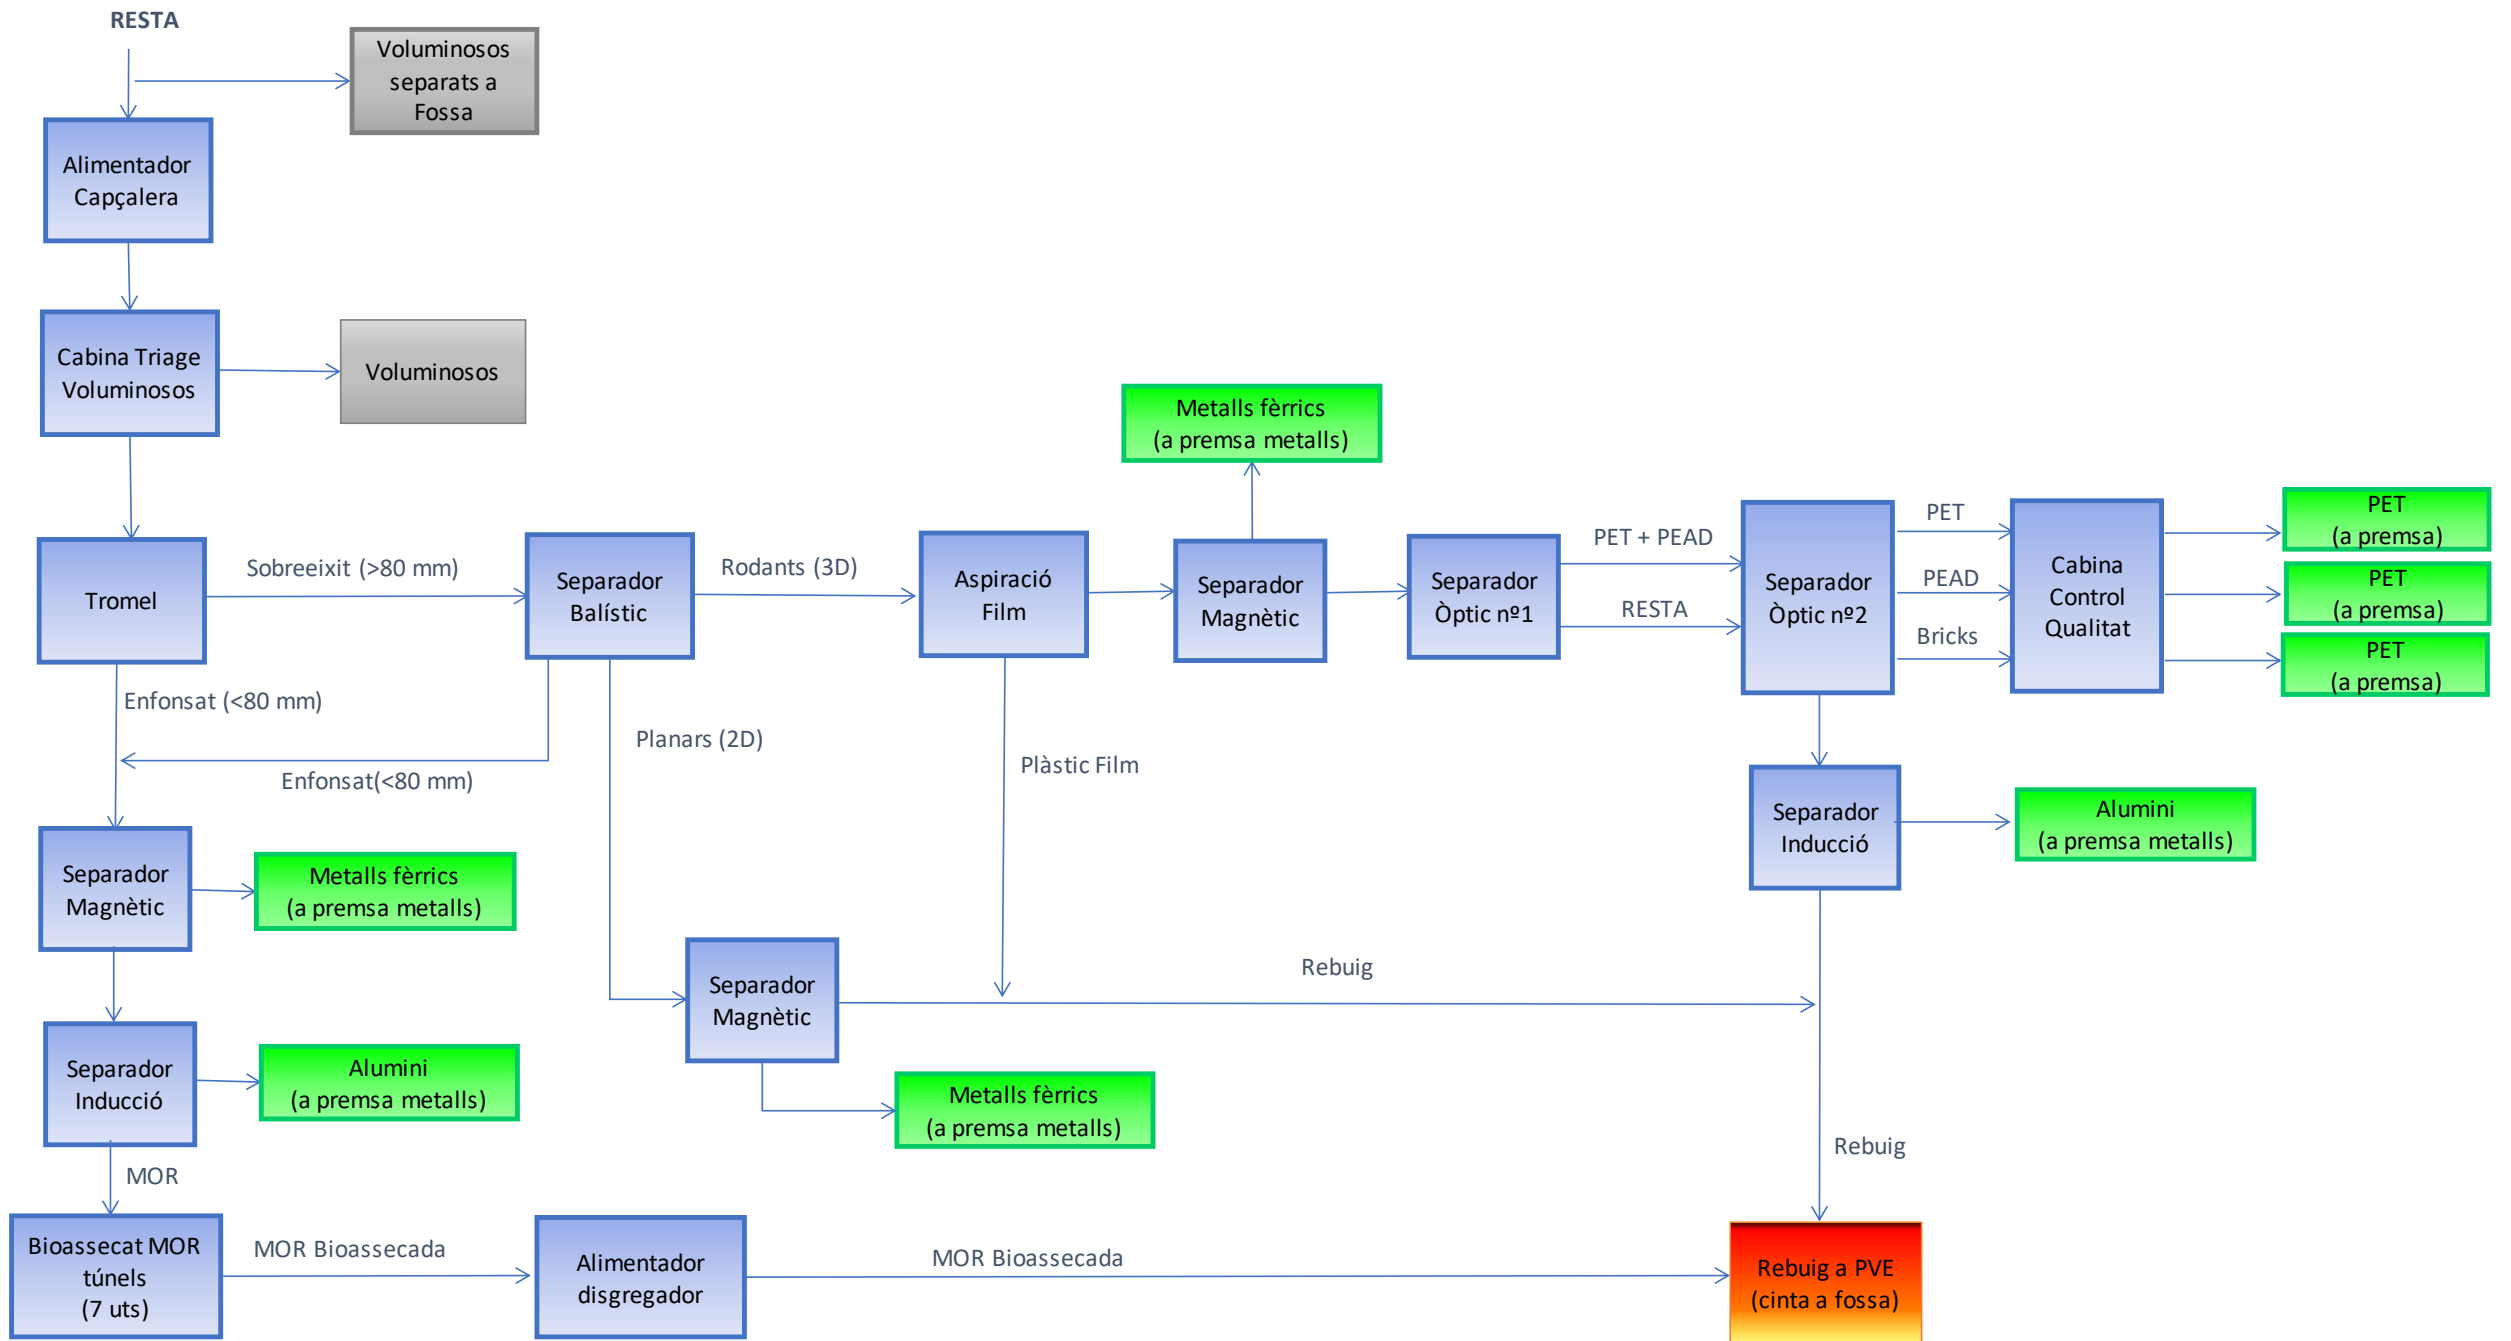 RESTA
Voluminosos
separats a
Fossa
Alimentador
Capçalera
Cabina Triage
Voluminosos
Voluminosos
Metalls fèrrics
(a premsa metalls)
Tromel
Sobreeixit (>80 mm)
Separador
Balístic
Rodants (3D)
Aspiració
Film
Separador
Magnètic
Separador
Òptic nº1
PET + PEAD
RESTA
Separador
Òptic nº2
PET
PEAD
Bricks
Cabina
Control
Qualitat
PET
(a premsa)
PET
(a premsa)
PET
(a premsa)
Enfonsat (<80 mm)
Enfonsat(<80 mm)
Planars (2D)
Plàstic Film
Separador
Inducció
Alumini
(a premsa metalls)
Separador
Magnètic
Metalls fèrrics
(a premsa metalls)
Separador
Magnètic
Rebuig
Separador
Inducció
Alumini
(a premsa metalls)
Metalls fèrrics
(a premsa metalls)
Rebuig
MOR
Bioassecat MOR
túnels
(7 uts)
MOR Bioassecada
Alimentador
disgregador
MOR Bioassecada
Rebuig a PVE
(cinta a fossa)